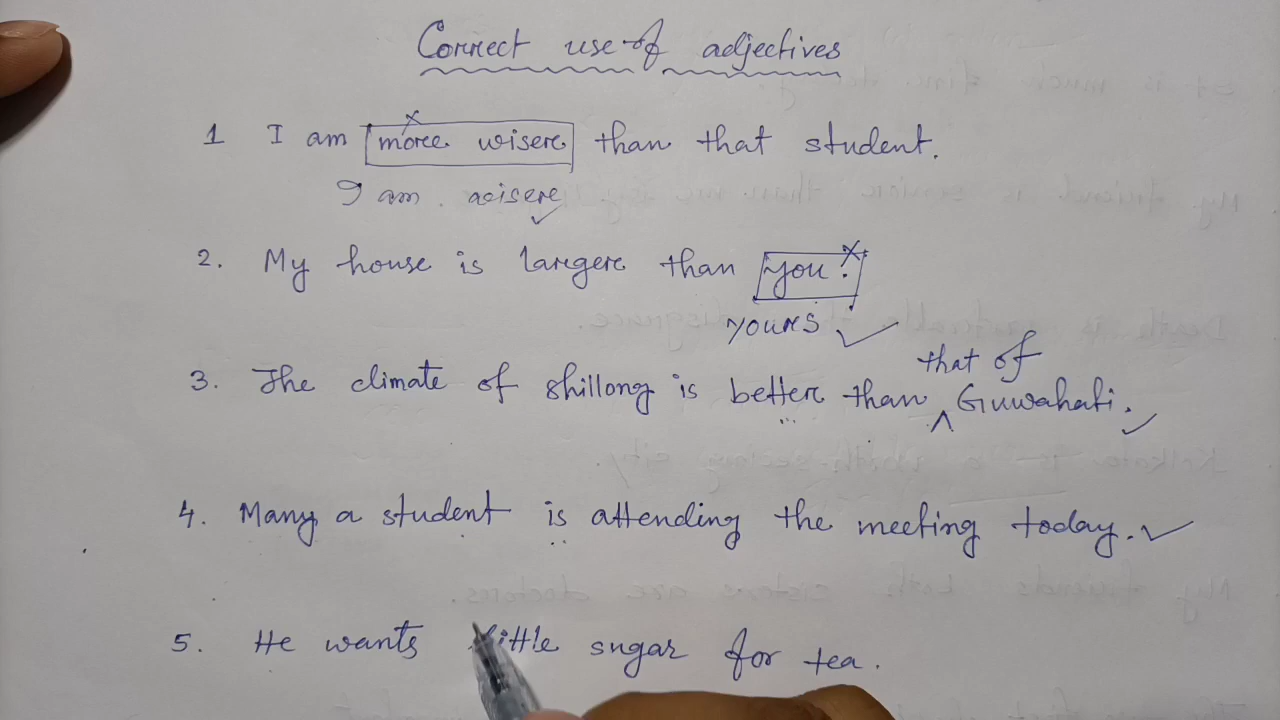 Correct use of adjectives
1 I am more wiser than that student.
I am wiser
2. My house is larger than you.
yours
that of
3. The climate of shillong is better than ^ Guwahati.
4. Many a student is attending the meeting today.
5. He wants little sugar for tea.